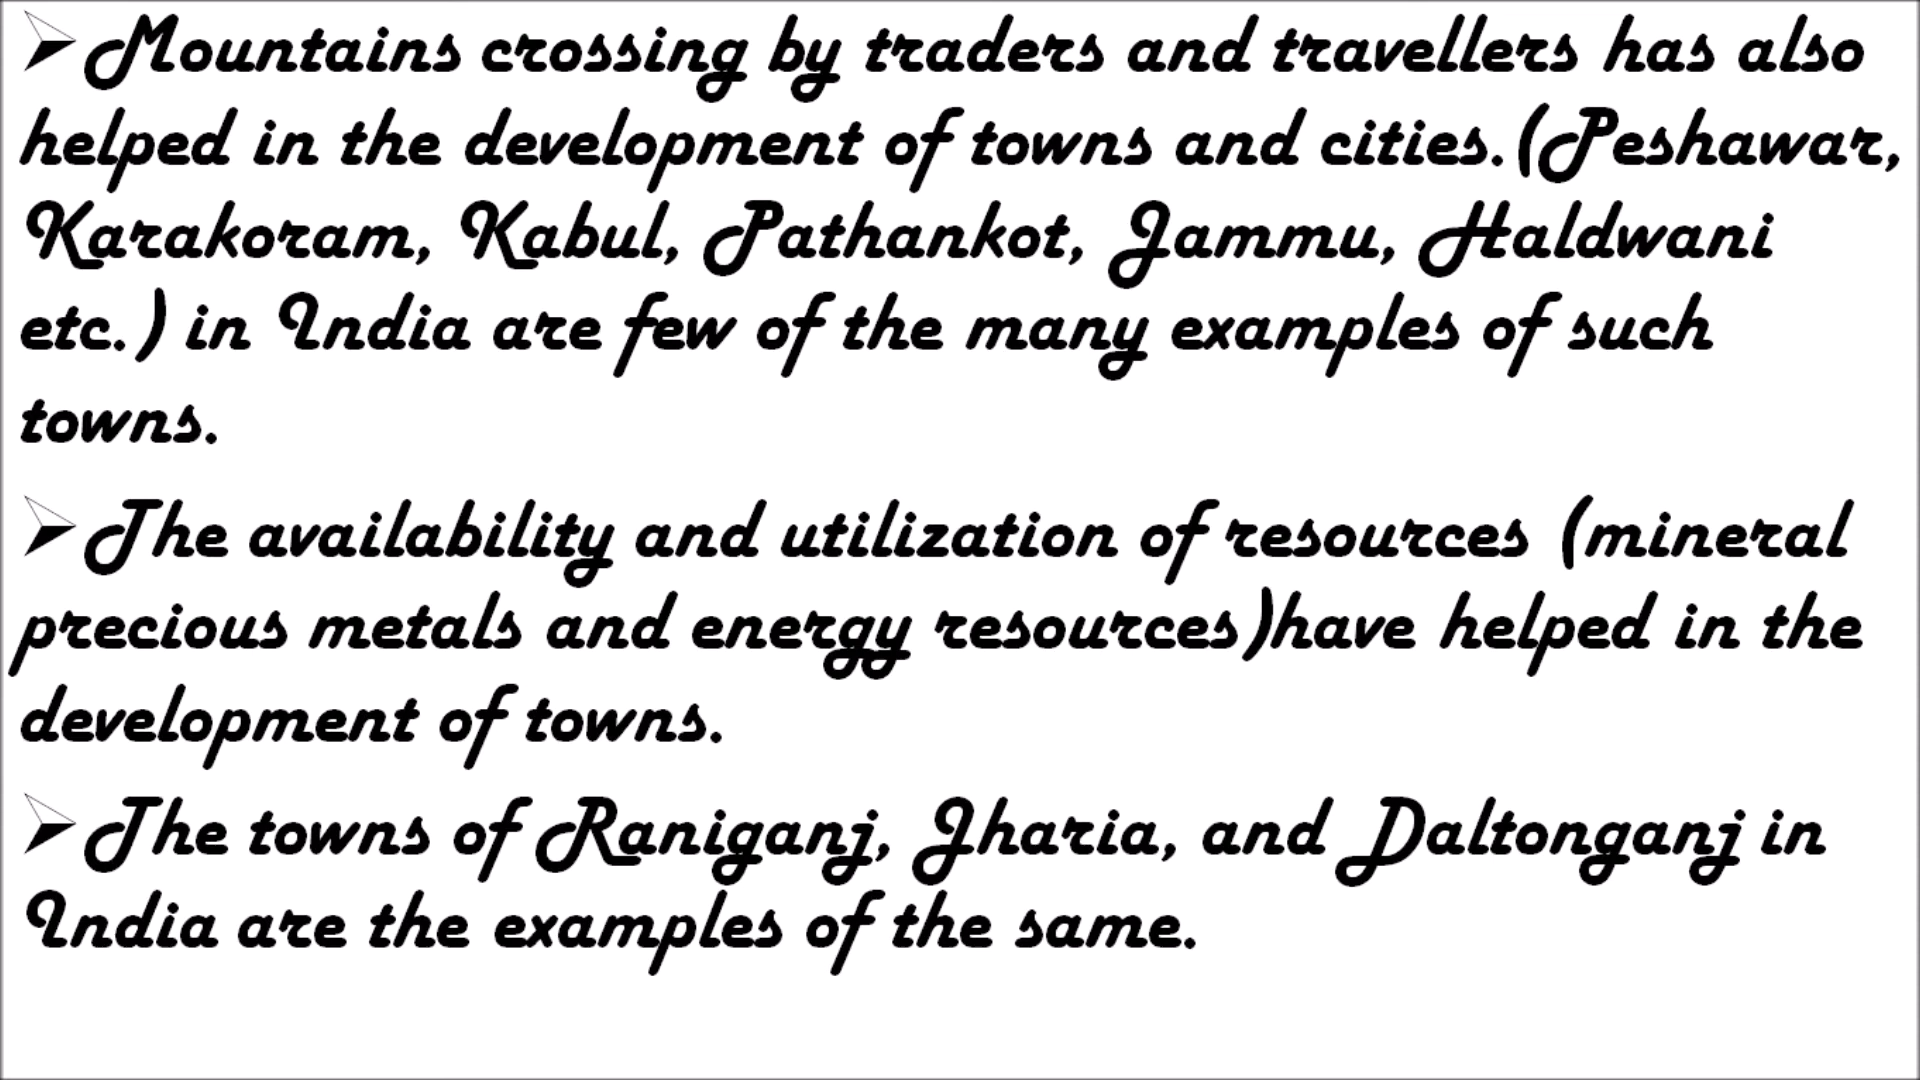 ➢Mountains crossing by traders and travellers has also
helped in the development of towns and cities.(Peshawar,
Karakoram, Kabul, Pathankot, Jammu, Haldwani
etc.) in India are few of the many examples of such
towns.
➢The availability and utilization of resources (mineral
precious metals and energy resources)have helped in the
development of towns.
➢The towns of Raniganj, Jharia, and Daltonganj in
India are the examples of the same.